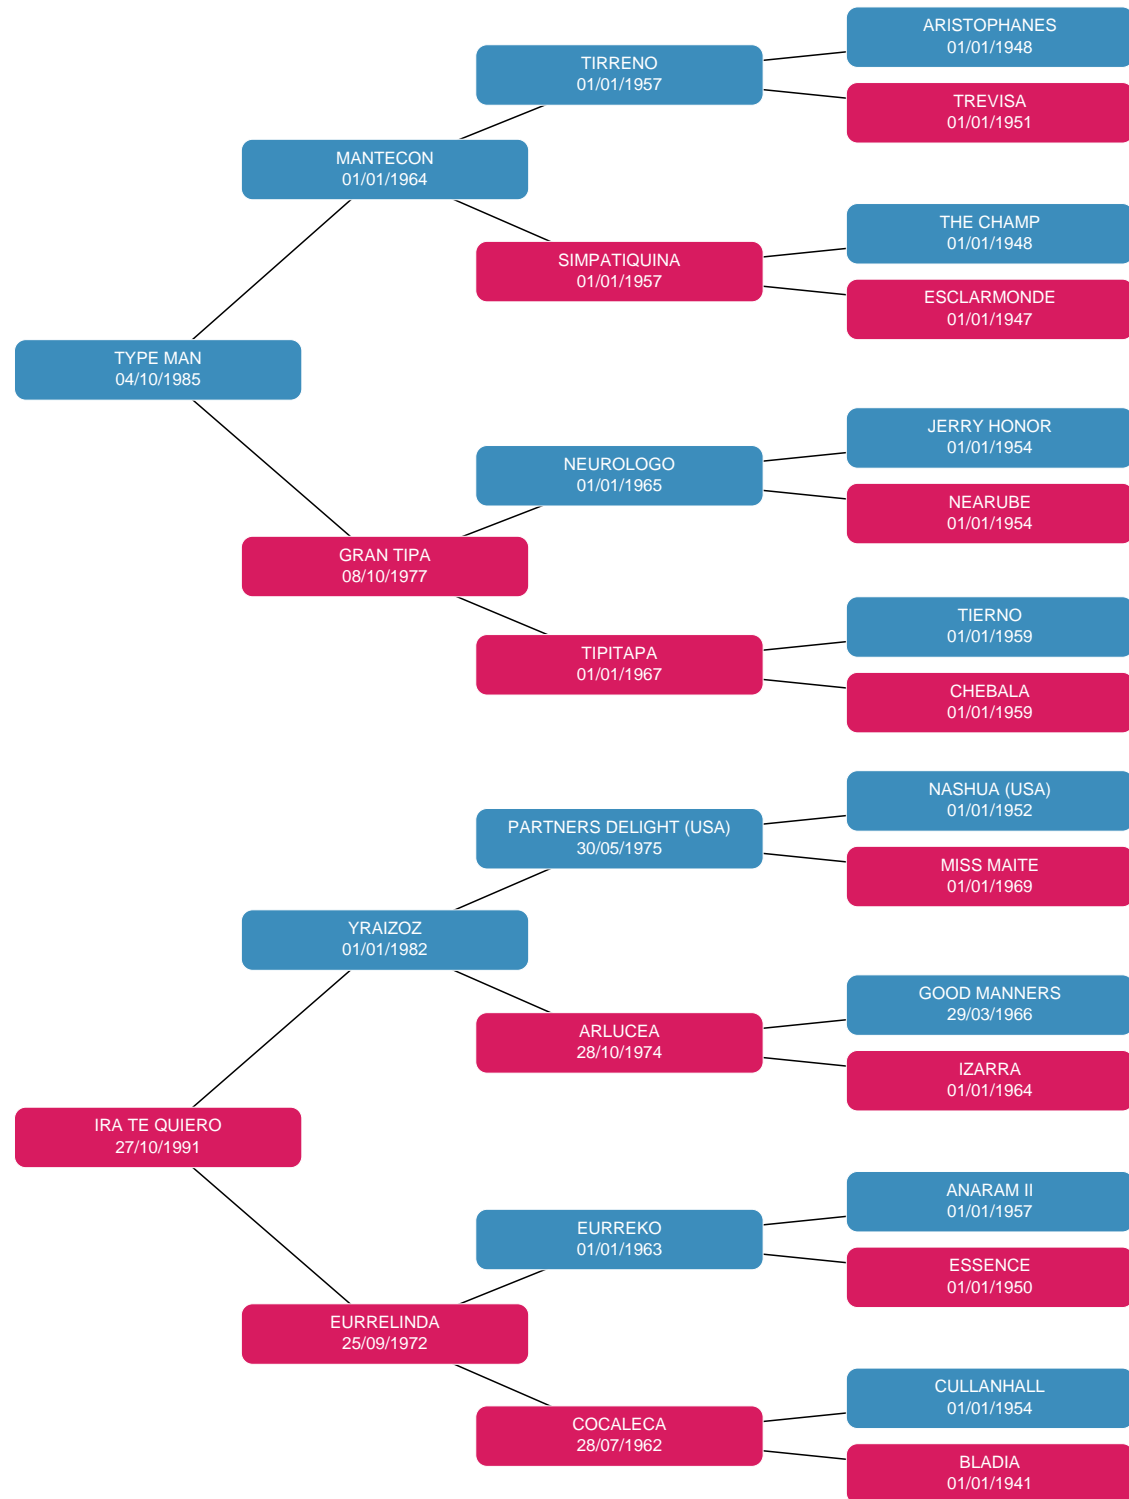 ARISTOPHANES
01/01/1948
TIRRENO
01/01/1957
TREVISA
01/01/1951
MANTECON
01/01/1964
THE CHAMP
01/01/1948
SIMPATIQUINA
01/01/1957
ESCLARMONDE
01/01/1947
TYPE MAN
04/10/1985
JERRY HONOR
01/01/1954
NEUROLOGO
01/01/1965
NEARUBE
01/01/1954
GRAN TIPA
08/10/1977
TIERNO
01/01/1959
TIPITAPA
01/01/1967
CHEBALA
01/01/1959
NASHUA (USA)
01/01/1952
PARTNERS DELIGHT (USA)
30/05/1975
MISS MAITE
01/01/1969
YRAIZOZ
01/01/1982
GOOD MANNERS
29/03/1966
ARLUCEA
28/10/1974
IZARRA
01/01/1964
IRA TE QUIERO
27/10/1991
ANARAM II
01/01/1957
EURREKO
01/01/1963
ESSENCE
01/01/1950
EURRELINDA
25/09/1972
CULLANHALL
01/01/1954
COCALECA
28/07/1962
BLADIA
01/01/1941